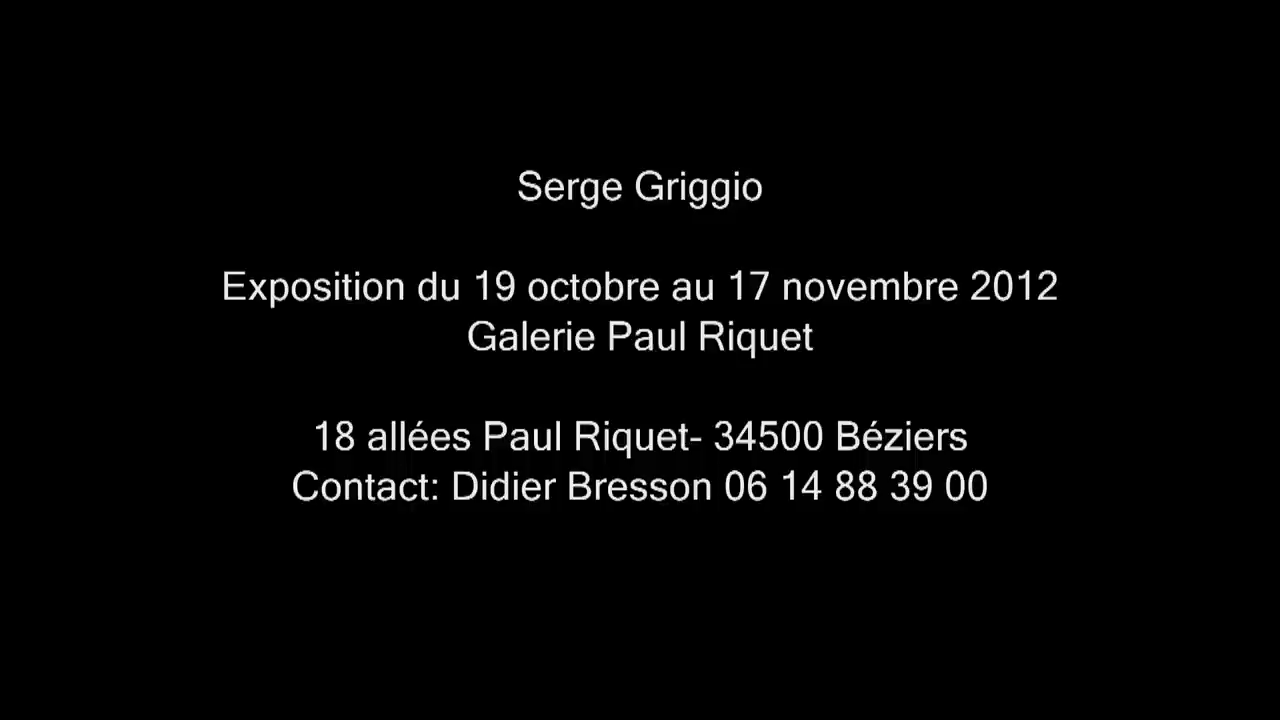 Serge Griggio
Exposition du 19 octobre au 17 novembre 2012
Galerie Paul Riquet
18 allées Paul Riquet- 34500 Béziers
Contact: Didier Bresson 06 14 88 39 00